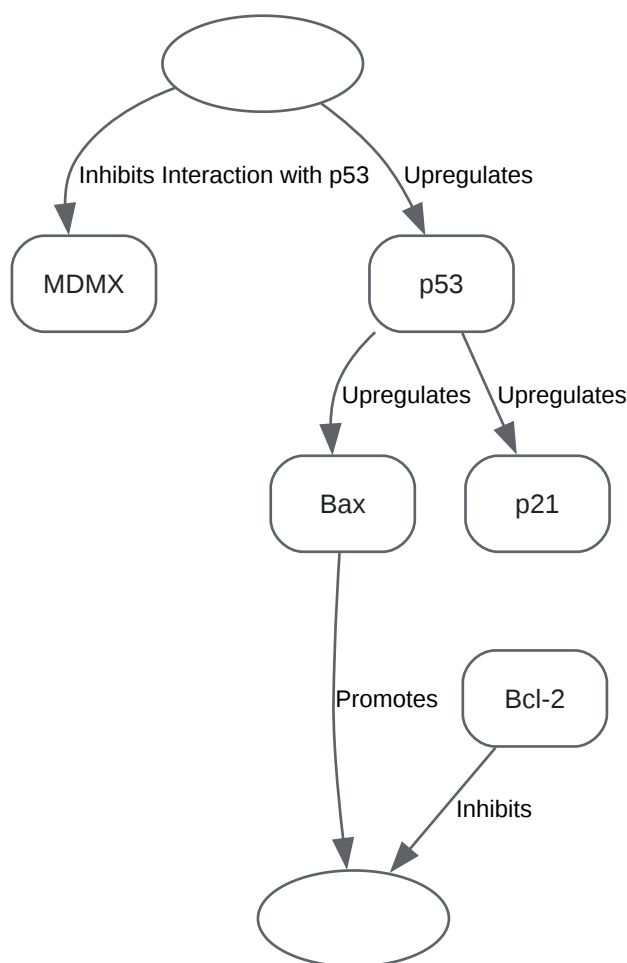 Inhibits Interaction with p53
Upregulates
MDMX
p53
Upregulates
Upregulates
Bax
p21
Promotes
Bcl-2
Inhibits